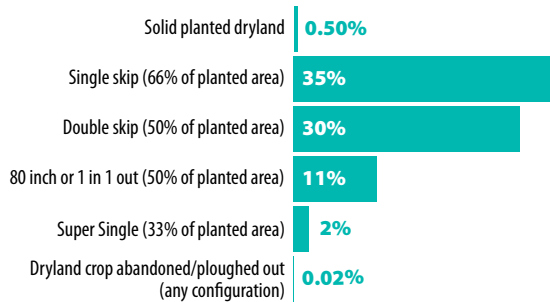 Solid planted dryland 0.50%
Single skip (66% of planted area) 35%
Double skip (50% of planted area) 30%
80 inch or 1 in 1 out (50% of planted area) 11%
Super Single (33% of planted area) 2%
Dryland crop abandoned/ploughed out
(any configuration) 0.02%